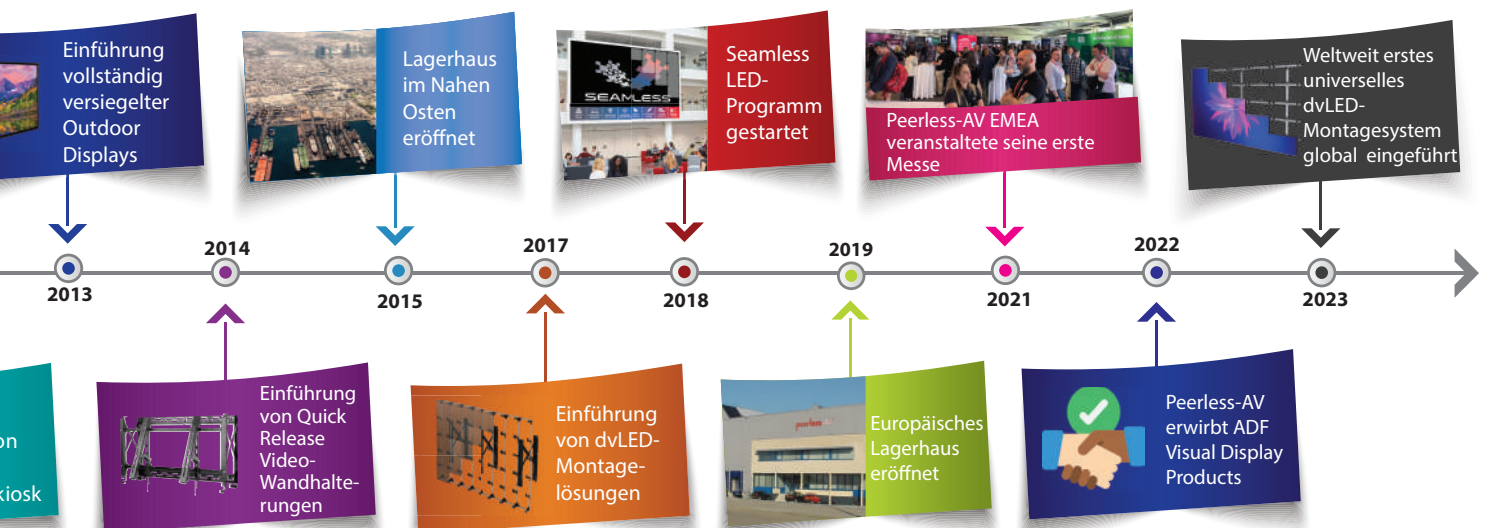 Einführung
vollständig
versiegelter
Outdoor
Displays
Lagerhaus
im Nahen
Osten
eröffnet
SEAMLESS
Seamless
LED-
Programm
gestartet
Peerless-AV EMEA
veranstaltete seine erste
Messe
Weltweit erstes
universelles
dvLED-
Montagesystem
global eingeführt
2013
2014
2015
2017
2018
2019
2021
2022
2023
on
kiosk
Einführung
von Quick
Release
Video-
Wandhalte-
rungen
Einführung
von dvLED-
Montage-
lösungen
peerless-AV
Europäisches
Lagerhaus
eröffnet
Peerless-AV
erwirbt ADF
Visual Display
Products